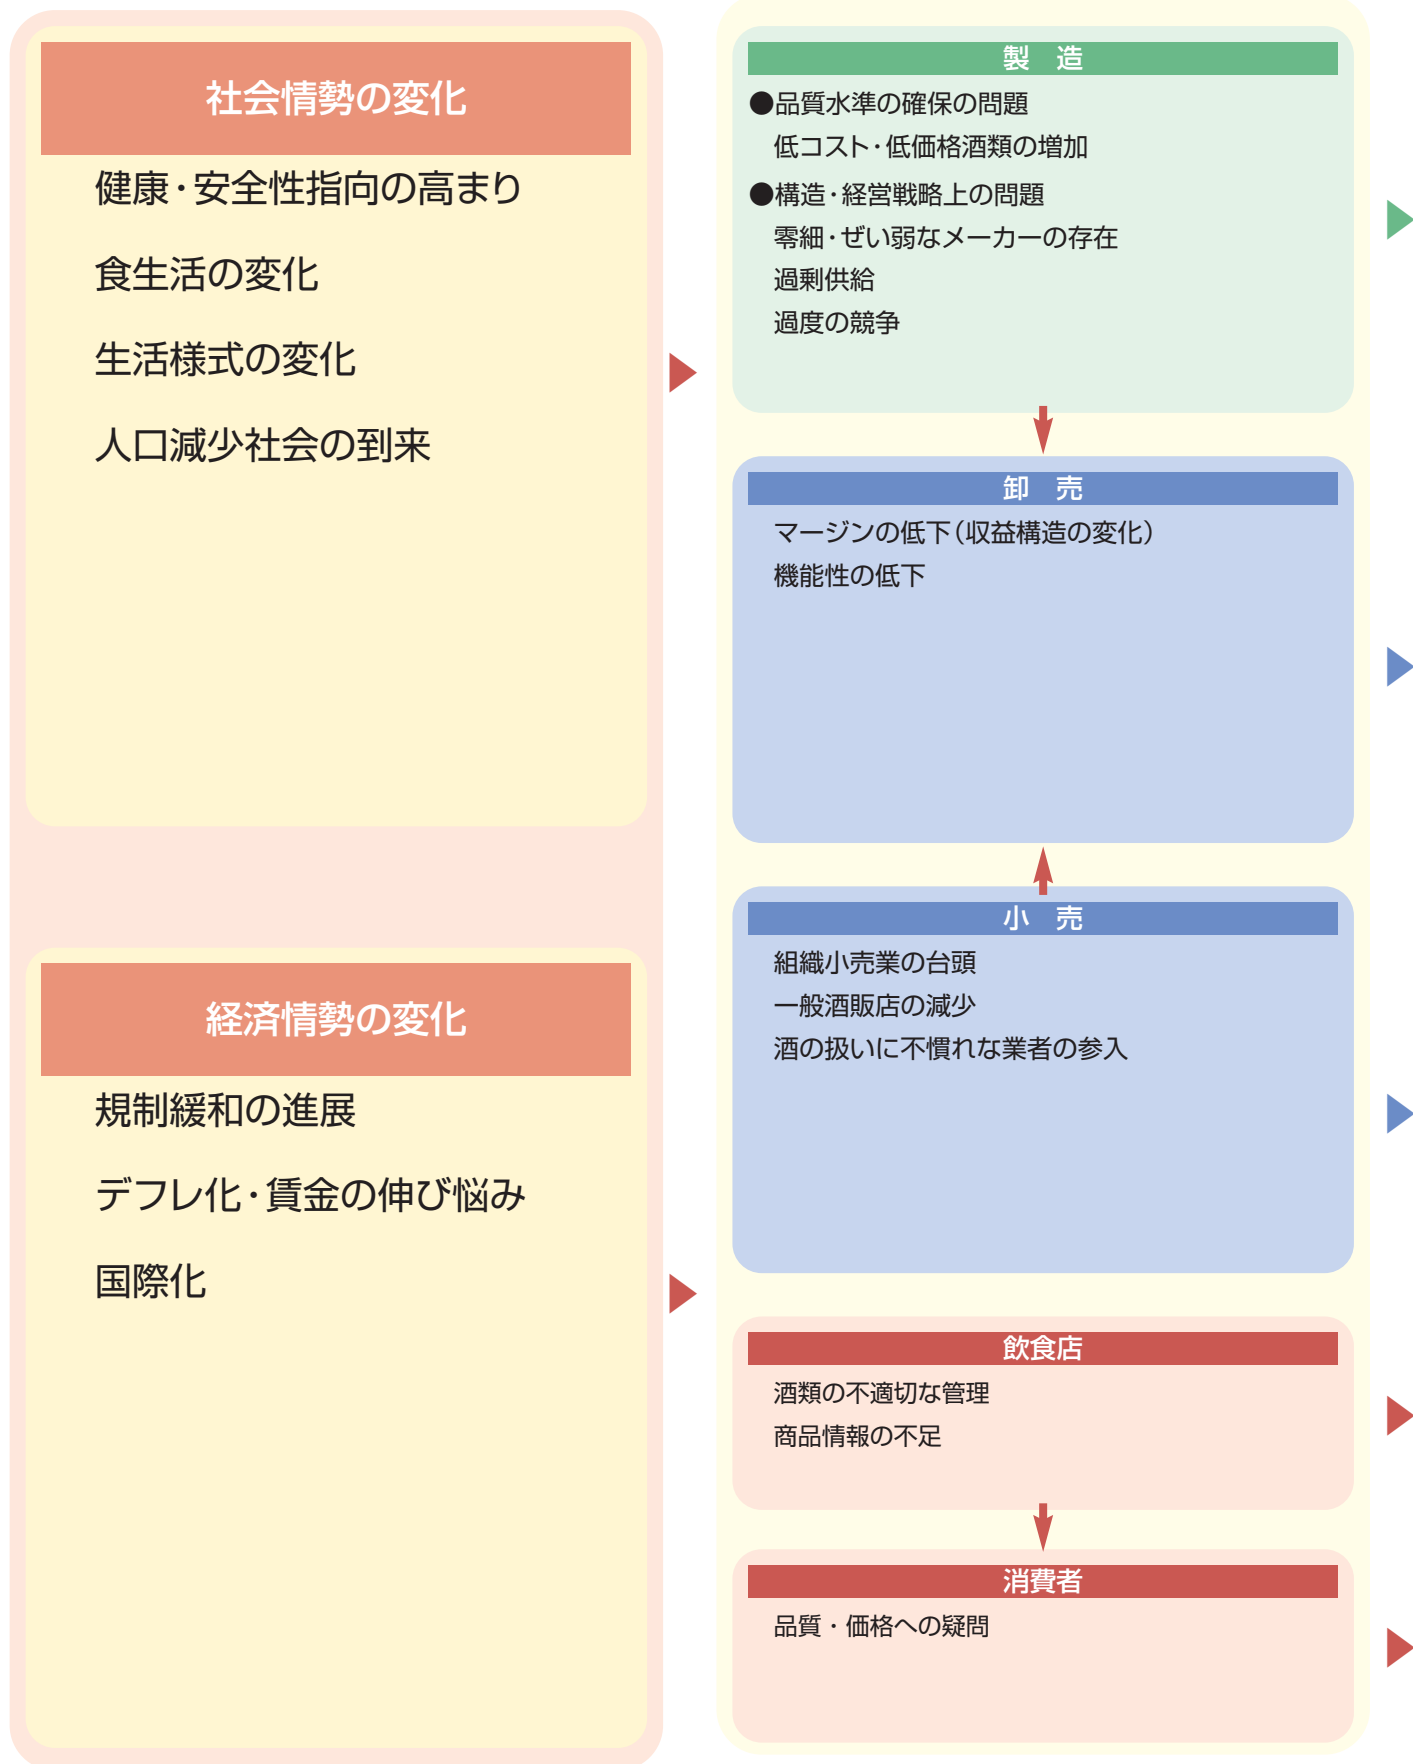 社会情勢の変化
健康・安全性指向の高まり
食生活の変化
生活様式の変化
人口減少社会の到来
経済情勢の変化
規制緩和の進展
デフレ化・賃金の伸び悩み
国際化
製　造
●品質水準の確保の問題
低コスト・低価格酒類の増加
●構造・経営戦略上の問題
零細・ぜい弱なメーカーの存在
過剰供給
過度の競争
卸　売
マージンの低下（収益構造の変化）
機能性の低下
小　売
組織小売業の台頭
一般酒販店の減少
酒の扱いに不慣れな業者の参入
飲食店
酒類の不適切な管理
商品情報の不足
消費者
品質・価格への疑問